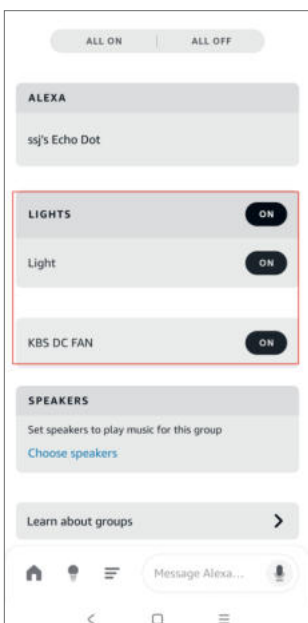 ALL ON | ALL OFF
ALEXA
ssj's Echo Dot
LIGHTS ON
Light ON
KBS DC FAN ON
SPEAKERS
Set speakers to play music for this group
Choose speakers
Learn about groups
Message Alexa...